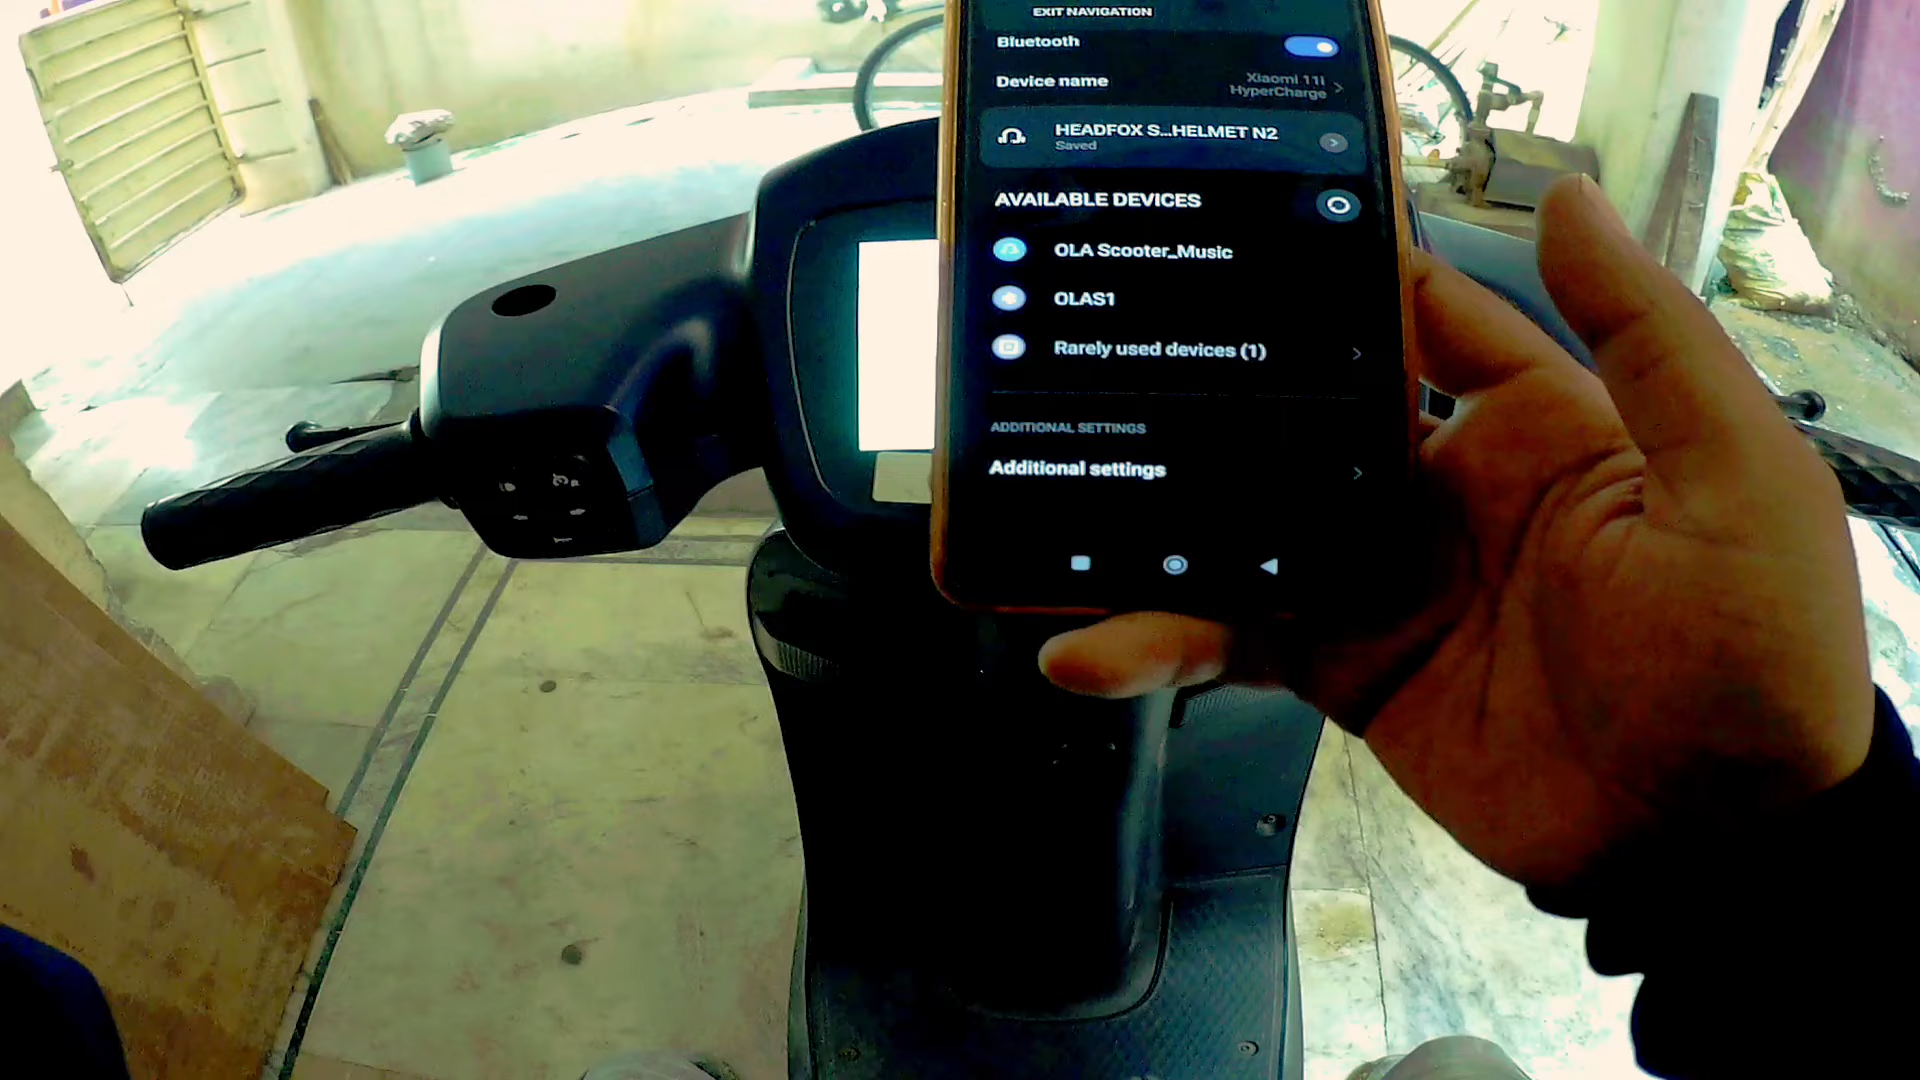 EXIT NAVIGATION
Bluetooth
Device name
Xiaomi 11i
HyperCharge
HEADFOX S...HELMET N2
Saved
AVAILABLE DEVICES
OLA Scooter_Music
OLAS1
Rarely used devices (1)
ADDITIONAL SETTINGS
Additional settings